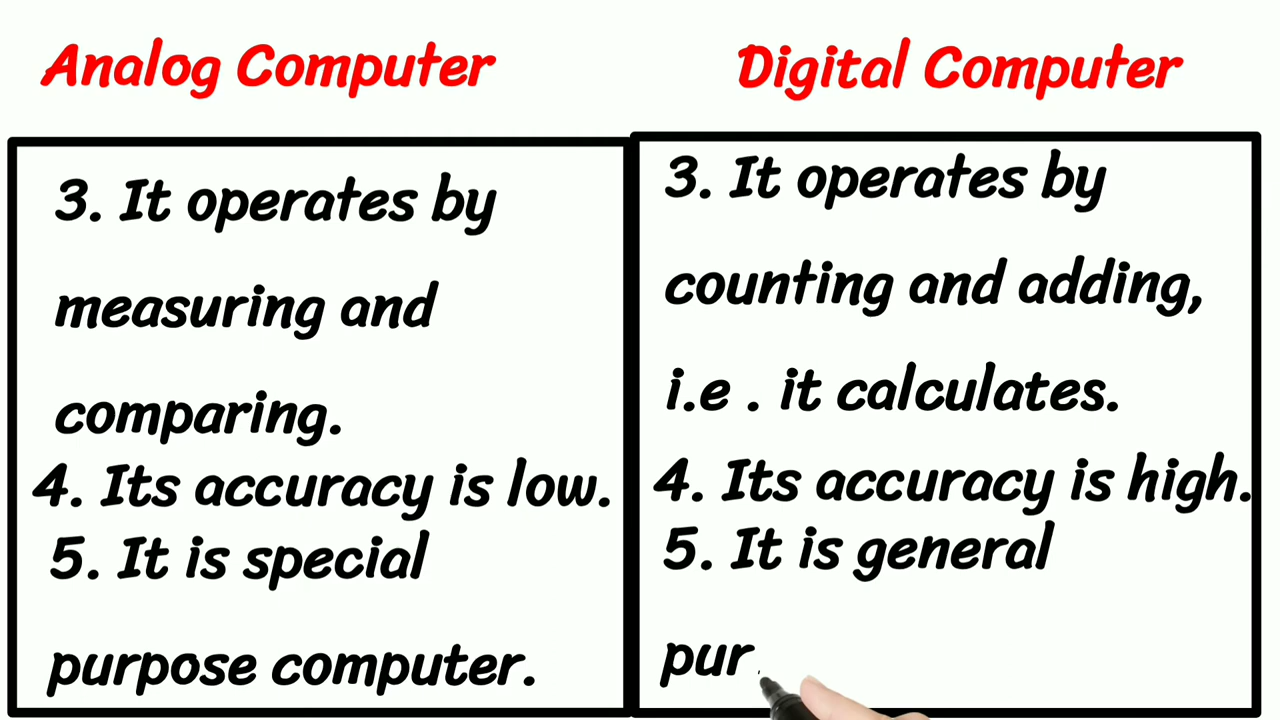 Analog Computer
Digital Computer
3. It operates by
measuring and
comparing.
4. Its accuracy is low.
5. It is special
purpose computer.
3. It operates by
counting and adding,
i.e . it calculates.
4. Its accuracy is high.
5. It is general
pur